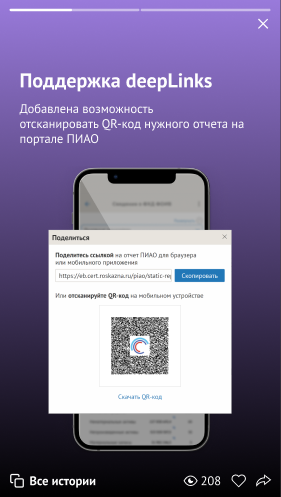 Поддержка deepLinks
Добавлена возможность
отсканировать QR-код нужного отчета на
портале ПИАО
Поделиться
Поделитесь ссылкой на отчет ПИАО для браузера
или мобильного приложения
https://eb.cert.roskazna.ru/piao/static-rep
Скопировать
Или отсканируйте QR-код на мобильном устройстве
Скачать QR-код
Все истории
208